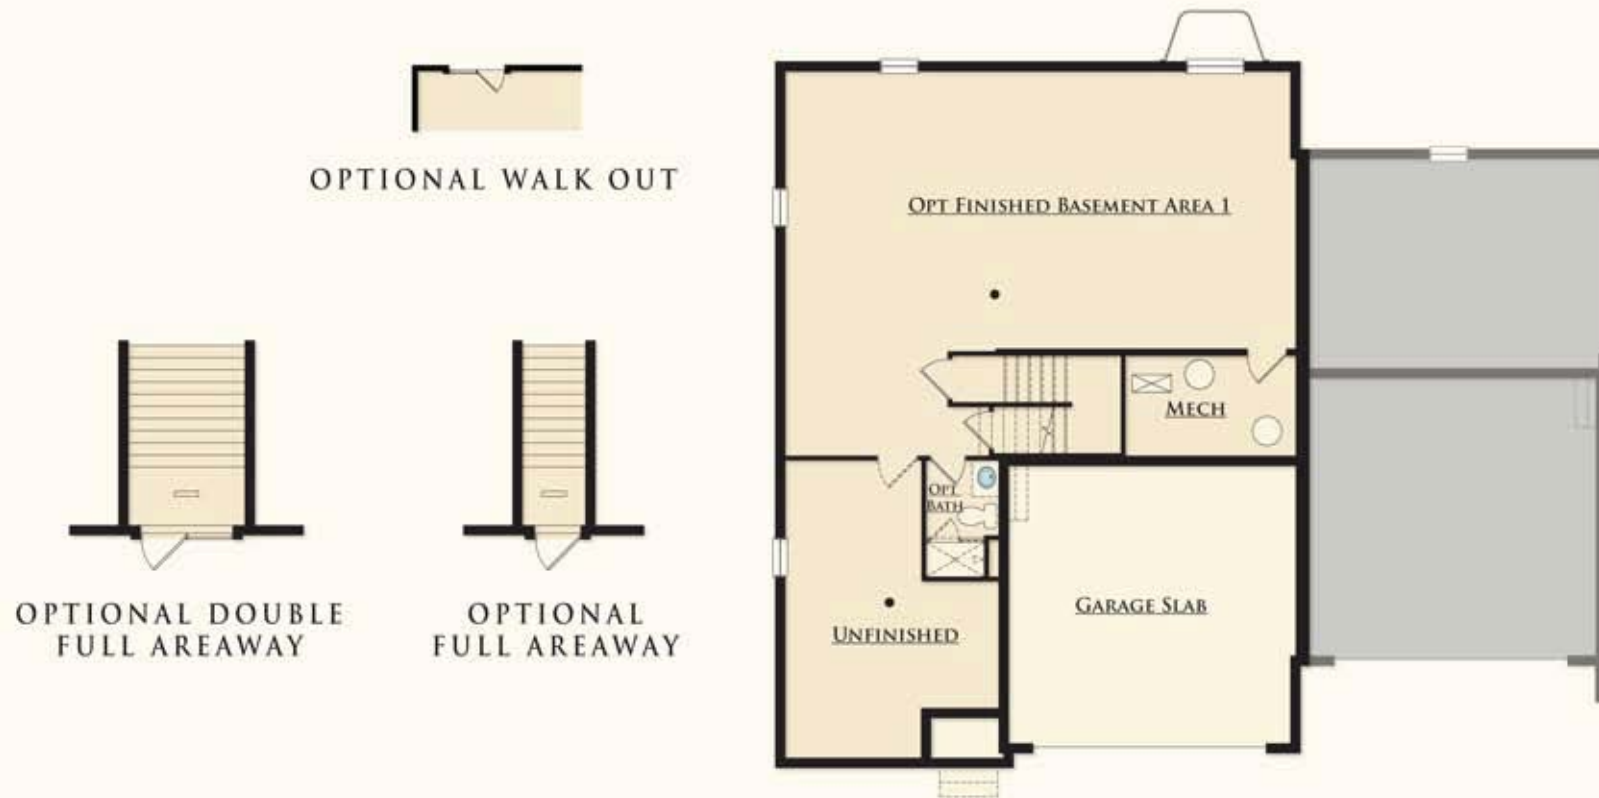 OPTIONAL WALK OUT
OPT FINISHED BASEMENT AREA 1
MECH
OPT
BATH
OPTIONAL DOUBLE
FULL AREAWAY
OPTIONAL
FULL AREAWAY
GARAGE SLAB
UNFINISHED